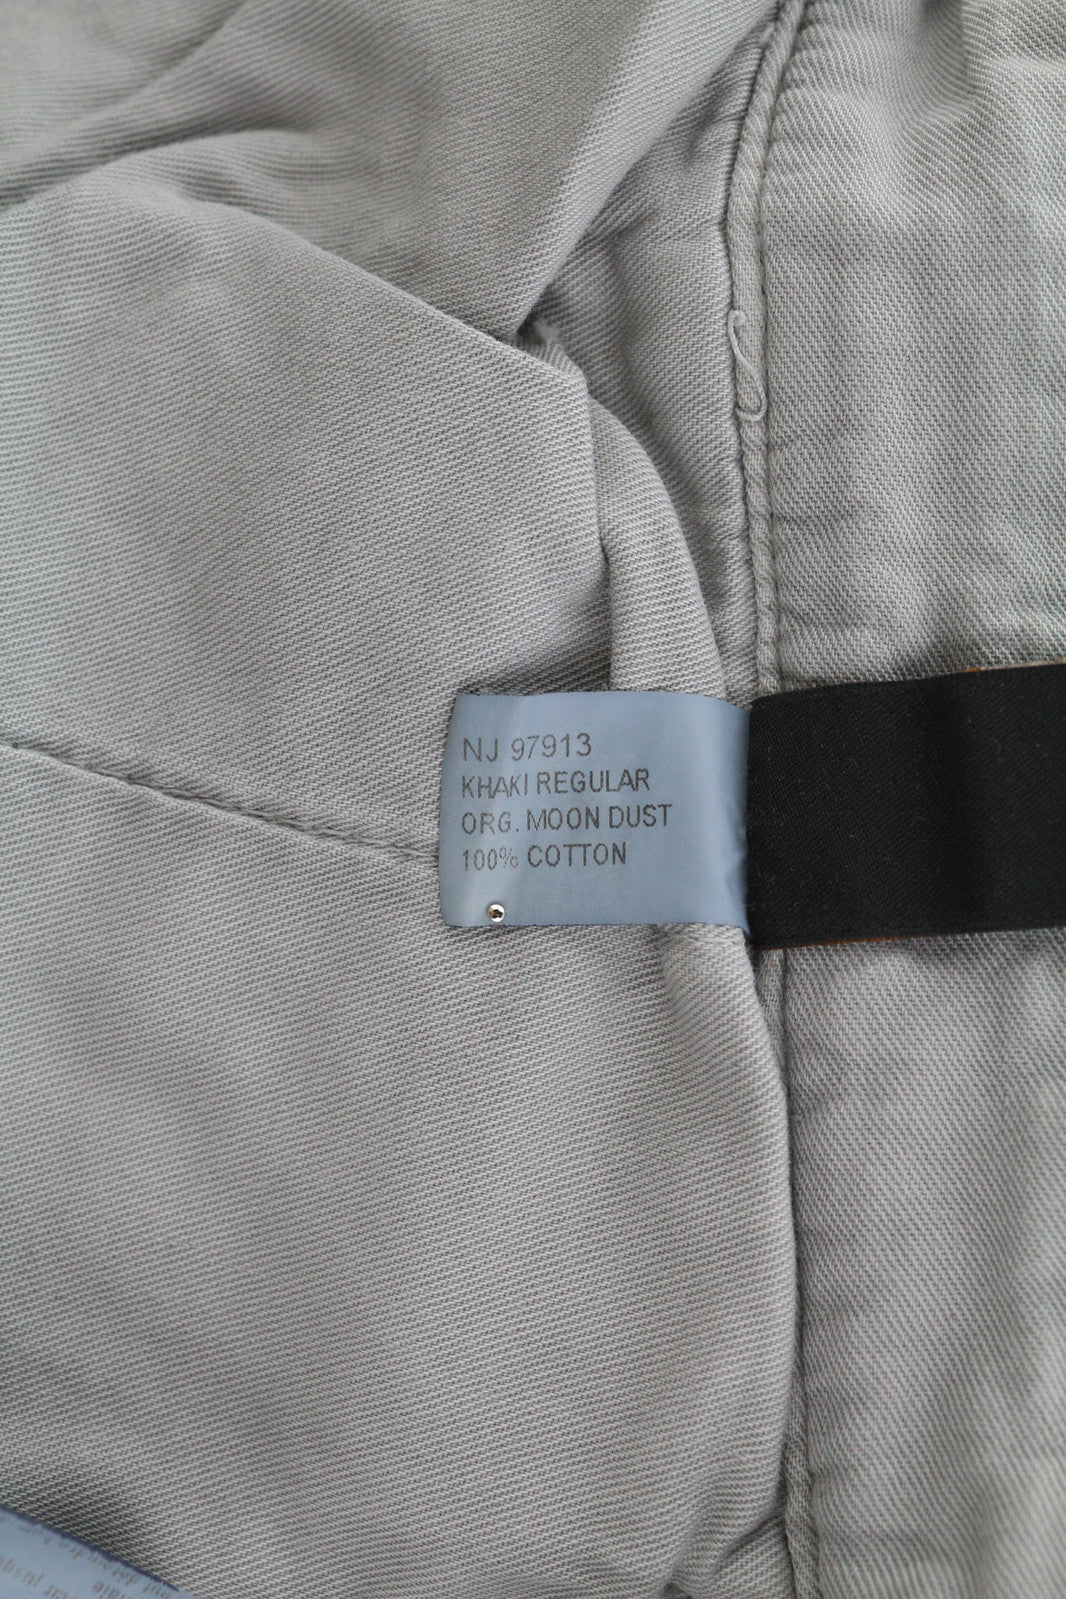 NJ 97913
KHAKI REGULAR
ORG. MOON DUST
100% COTTON